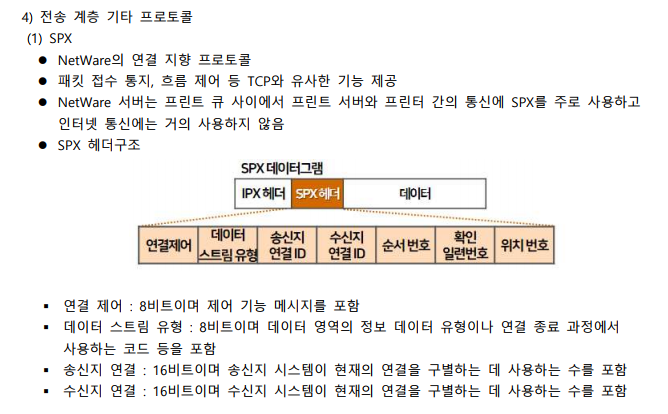 4) 전송 계층 기타 프로토콜
(1) SPX
● NetWare의 연결 지향 프로토콜
● 패킷 접수 통지, 흐름 제어 등 TCP와 유사한 기능 제공
● NetWare 서버는 프린트 큐 사이에서 프린트 서버와 프린터 간의 통신에 SPX를 주로 사용하고
인터넷 통신에는 거의 사용하지 않음
● SPX 헤더구조
SPX 데이터그램
IPX 헤더 SPX 헤더 데이터
연결제어 데이터 스트림 유형 송신지 연결 ID 수신지 연결 ID 순서 번호 확인 일련번호 위치 번호
▪ 연결 제어 : 8비트이며 제어 기능 메시지를 포함
▪ 데이터 스트림 유형 : 8비트이며 데이터 영역의 정보 데이터 유형이나 연결 종료 과정에서
사용하는 코드 등을 포함
▪ 송신지 연결 : 16비트이며 송신지 시스템이 현재의 연결을 구별하는 데 사용하는 수를 포함
▪ 수신지 연결 : 16비트이며 수신지 시스템이 현재의 연결을 구별하는 데 사용하는 수를 포함